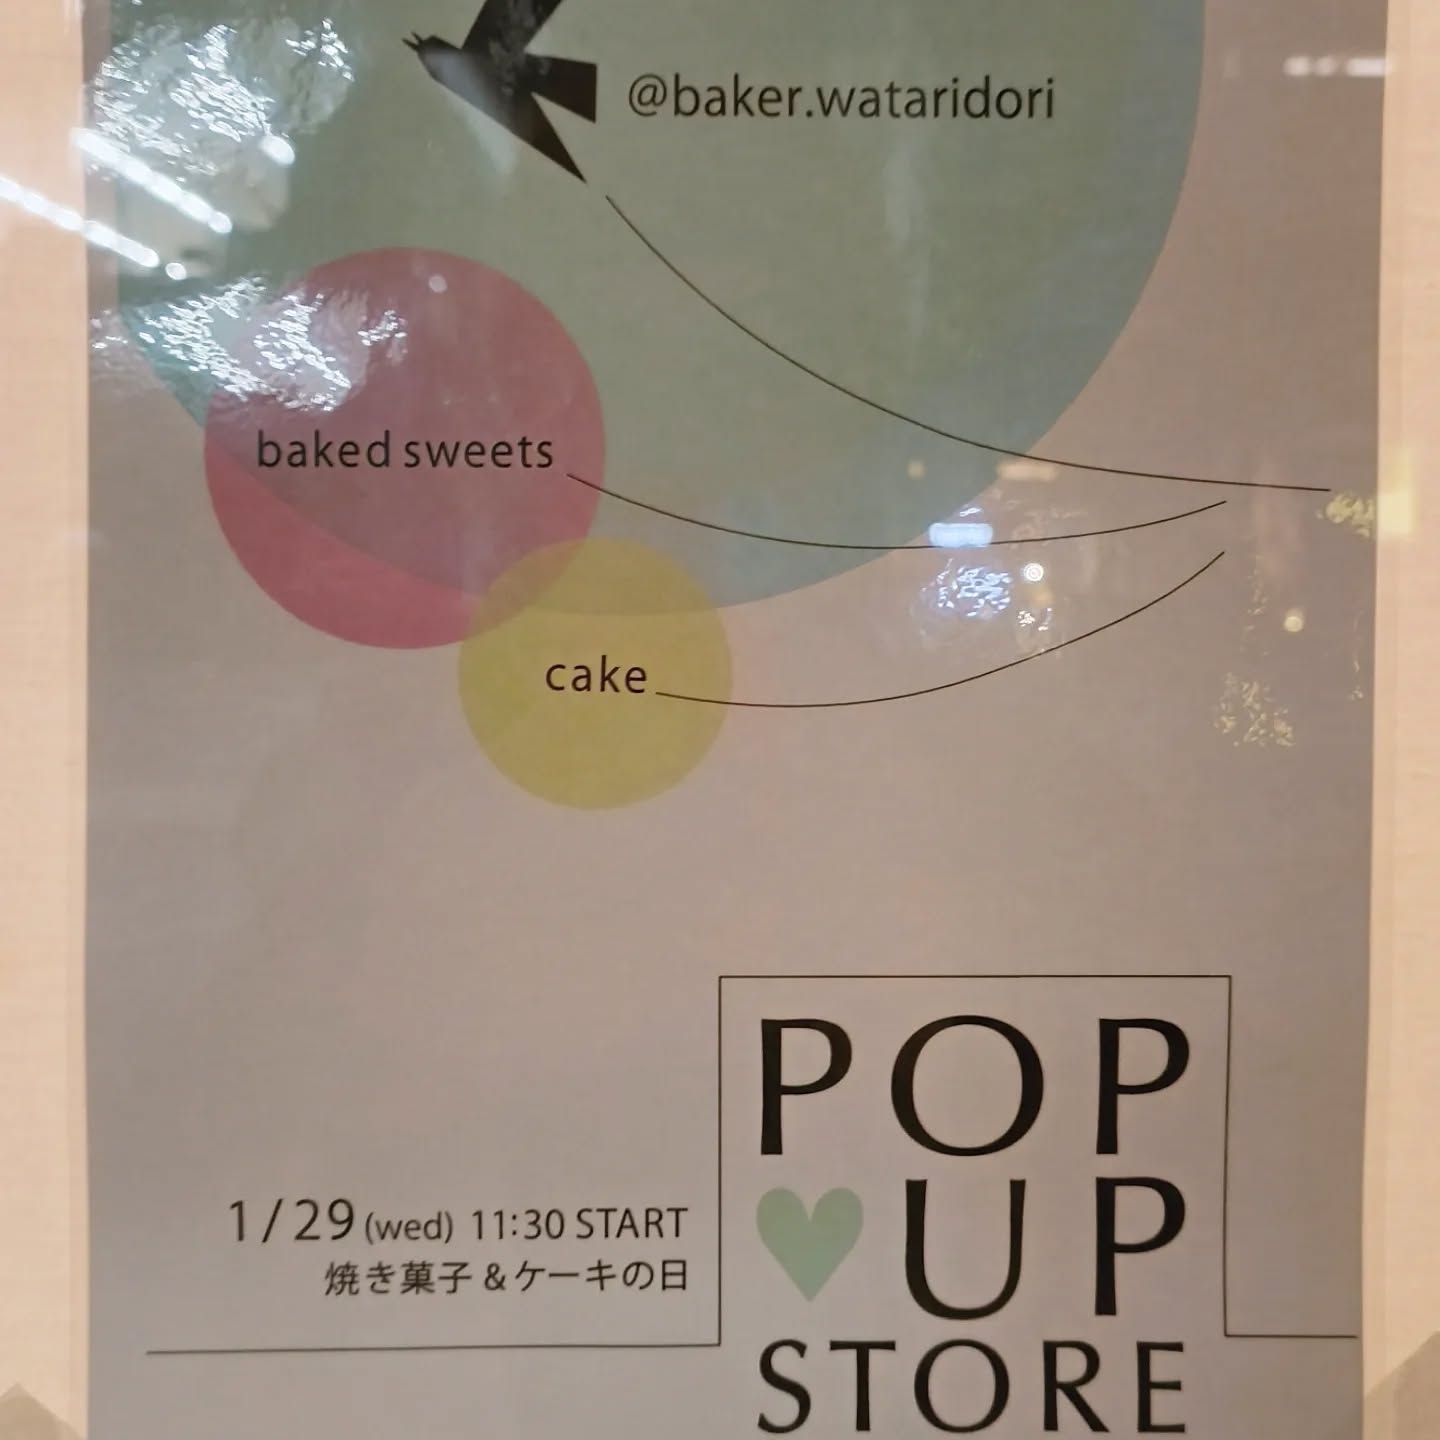 @baker.wataridori
baked sweets
cake
1/29 (wed) 11:30 START
焼き菓子&ケーキの日
POP
UP
STORE